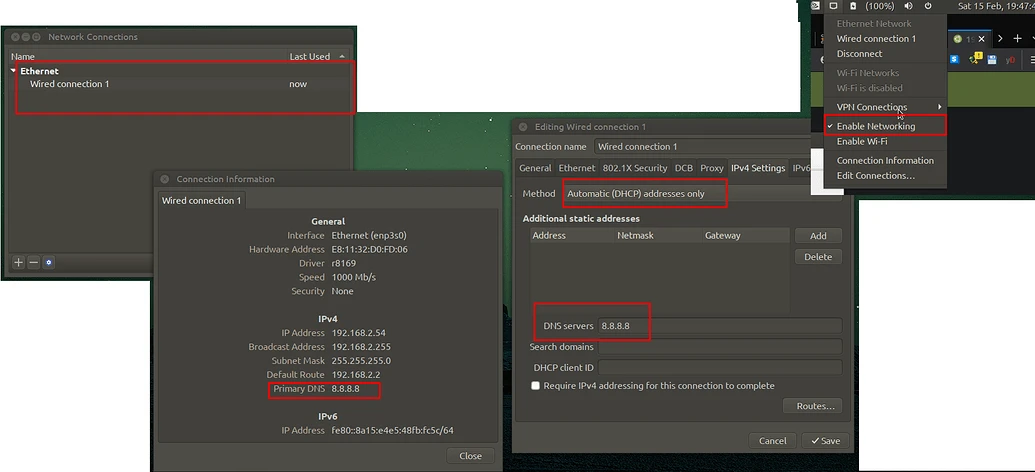 Network Connections
Name Last Used
Ethernet
Wired connection 1 now
(100%) Sat 15 Feb, 19:47:4
Ethernet Network
Wired connection 1
Disconnect
Wi-Fi Networks
Wi-Fi is disabled
VPN Connections
Enable Networking
Enable Wi-Fi
Connection Information
Edit Connections...
Connection Information
Wired connection 1
General
Interface Ethernet (enp3s0)
Hardware Address E8:11:32:D0:FD:06
Driver r8169
Speed 1000 Mb/s
Security None
IPv4
IP Address 192.168.2.54
Broadcast Address 192.168.2.255
Subnet Mask 255.255.255.0
Default Route 192.168.2.2
Primary DNS 8.8.8.8
IPv6
IP Address fe80::8a15:e4e5:48fb:fc5c/64
Close
Editing Wired connection 1
Connection name Wired connection 1
General Ethernet 802.1X Security DCB Proxy IPv4 Settings IPv6
Method Automatic (DHCP) addresses only
Additional static addresses
Address Netmask Gateway Add
Delete
DNS servers 8.8.8.8
Search domains
DHCP client ID
Require IPv4 addressing for this connection to complete
Routes...
Cancel Save